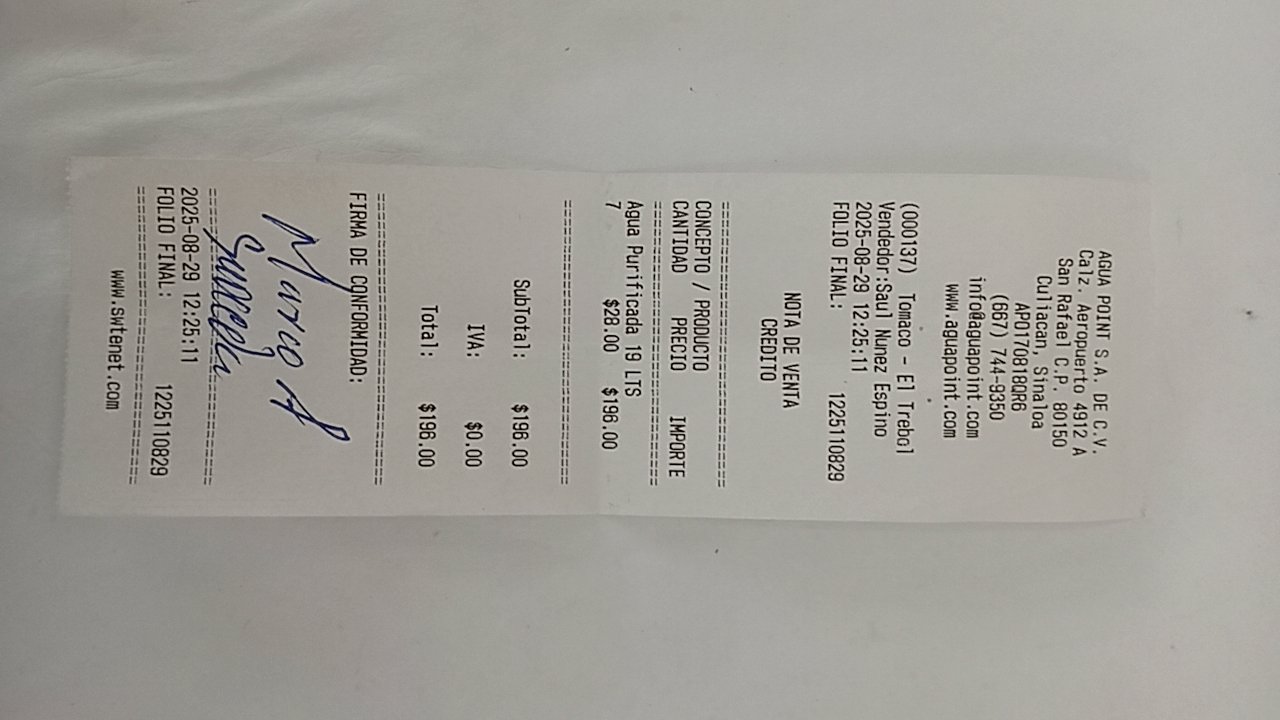 AGUA POINT S.A. DE C.V.
Calz. Aeropuerto 4912 A
San Rafael C.P. 80150
Culiacan, Sinaloa
APO170818QR6
(667) 744-9350
info@aguapoint.com
www.aguapoint.com
(000137) Tomaco - El Trebol
Vendedor:Saul Nunez Espino
2025-08-29 12:25:11
FOLIO FINAL: 1225110829
NOTA DE VENTA
CREDITO
=================================
CONCEPTO / PRODUCTO
CANTIDAD PRECIO IMPORTE
=================================
Agua Purificada 19 LTS
7 $28.00 $196.00
=================================
SubTotal: $196.00
IVA: $0.00
Total: $196.00
=================================
FIRMA DE CONFORMIDAD:
Marco A
=================================
2025-08-29 12:25:11
FOLIO FINAL: 1225110829
=================================
www.swtenet.com